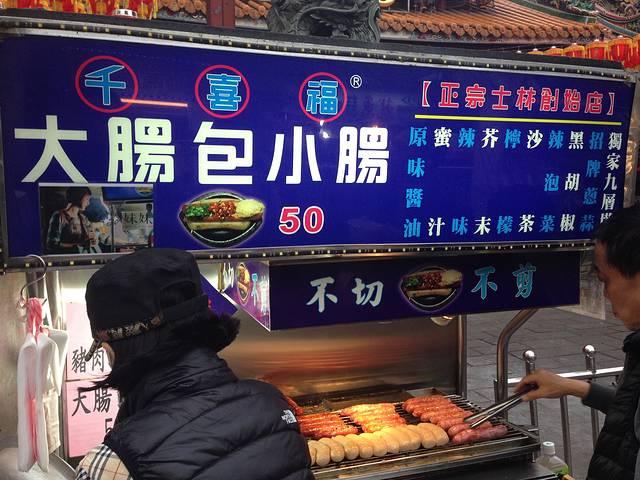 千喜福®
大腸包小腸
50
【正宗士林創始店】
原味醬油
蜜汁
辣味
芥末
檸檬
沙茶
辣泡菜
黑胡椒
招牌蔥蒜
獨家九層
不切 不剪
豬肉
大腸